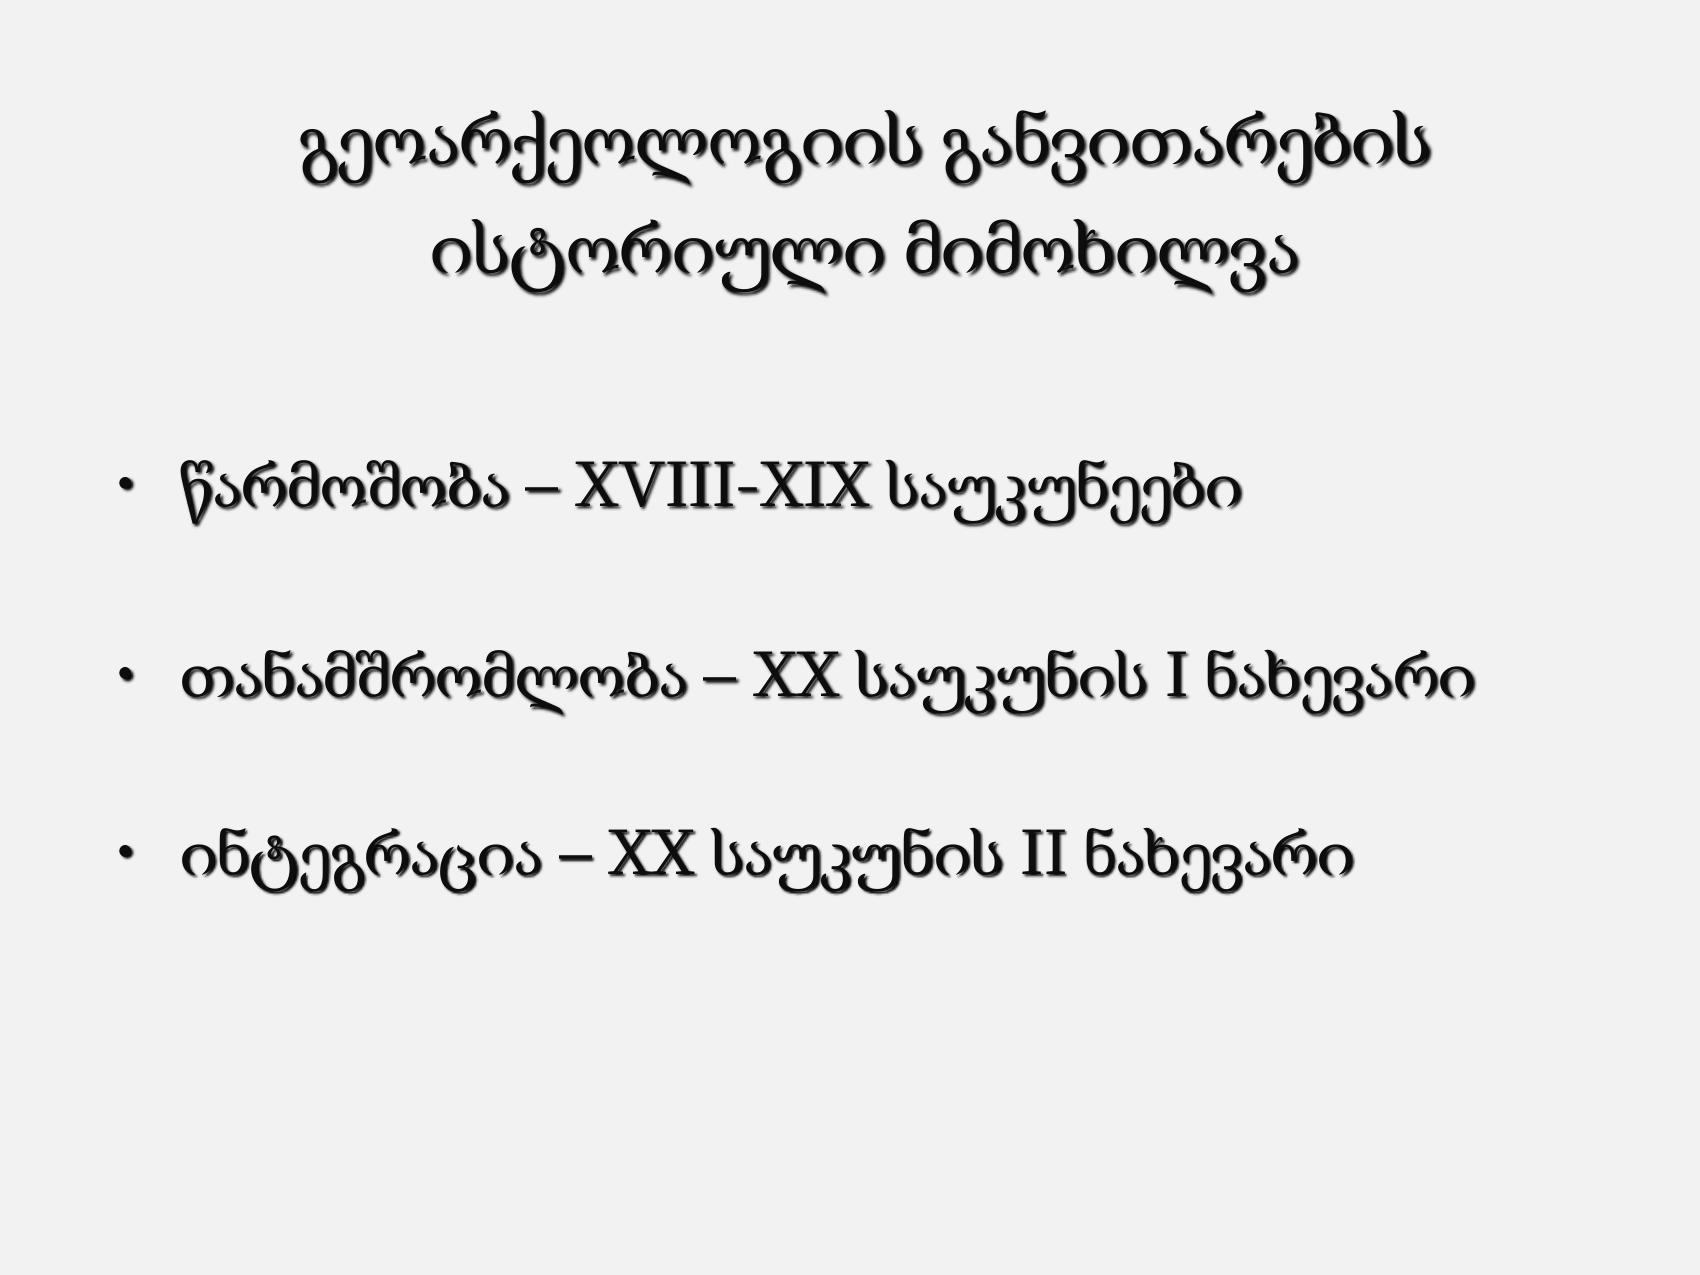 გეოარქეოლოგიის განვითარების
ისტორიული მიმოხილვა
• წარმოშობა – XVIII-XIX საუკუნეები
• თანამშრომლობა – XX საუკუნის I ნახევარი
• ინტეგრაცია – XX საუკუნის II ნახევარი